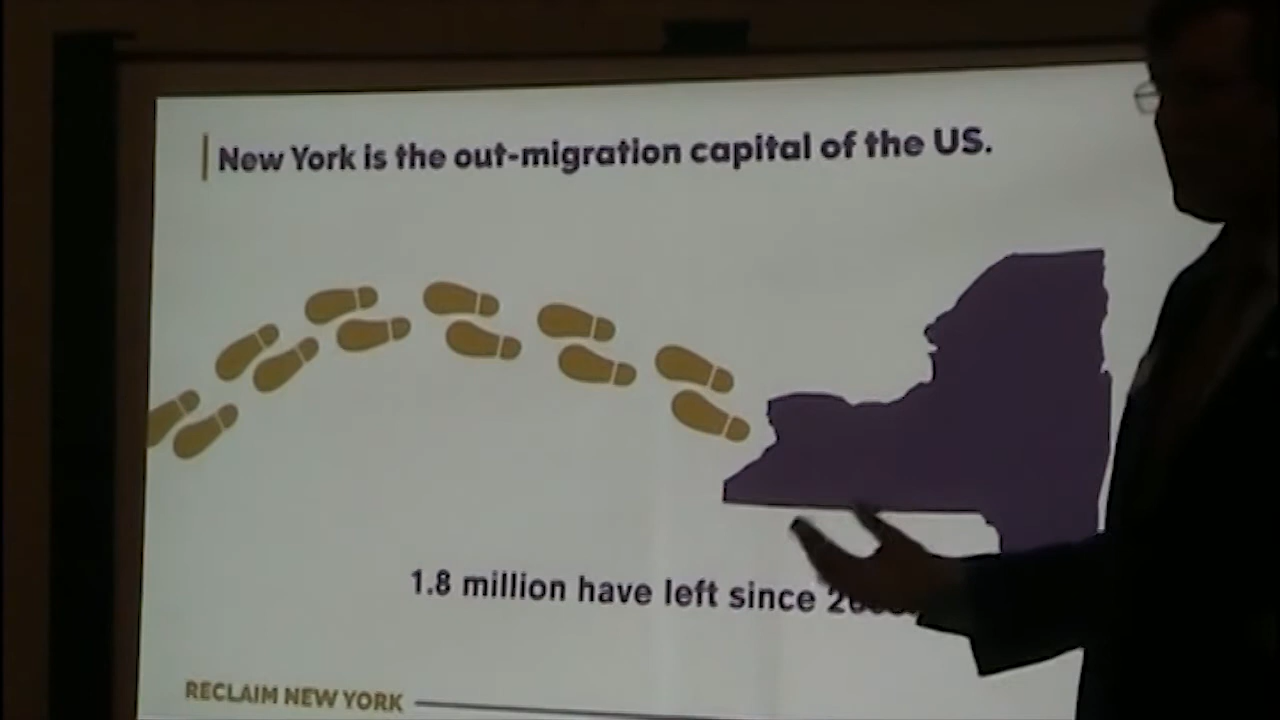 New York is the out-migration capital of the US.
1.8 million have left since
RECLAIM NEW YORK